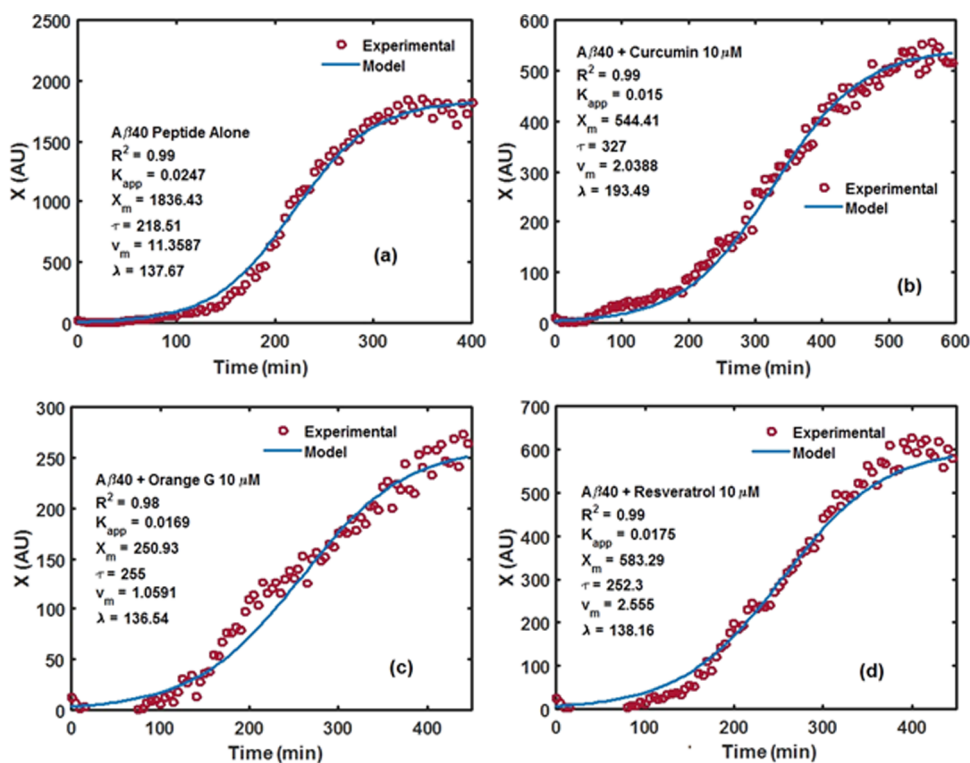 (a)
2500
2000
1500
1000
500
0
X (AU)
Experimental
Model
Aβ40 Peptide Alone
R² = 0.99
K_app = 0.0247
X_m = 1836.43
τ = 218.51
v_m = 11.3587
λ = 137.67
0 100 200 300 400
Time (min)
(b)
600
500
400
300
200
100
0
X (AU)
Aβ40 + Curcumin 10 μM
R² = 0.99
K_app = 0.015
X_m = 544.41
τ = 327
v_m = 2.0388
λ = 193.49
Experimental
Model
0 100 200 300 400 500 600
Time (min)
300
250
200
150
100
50
0
X (AU)
Experimental
Model
Aβ40 + Orange G 10 μM
R² = 0.98
K_app = 0.0169
X_m = 250.93
τ = 255
v_m = 1.0591
λ = 136.54
(c)
0 100 200 300 400
Time (min)
700
600
500
400
300
200
100
0
X (AU)
Experimental
Model
Aβ40 + Resveratrol 10 μM
R² = 0.99
K_app = 0.0175
X_m = 583.29
τ = 252.3
v_m = 2.555
λ = 138.16
(d)
0 100 200 300 400
Time (min)